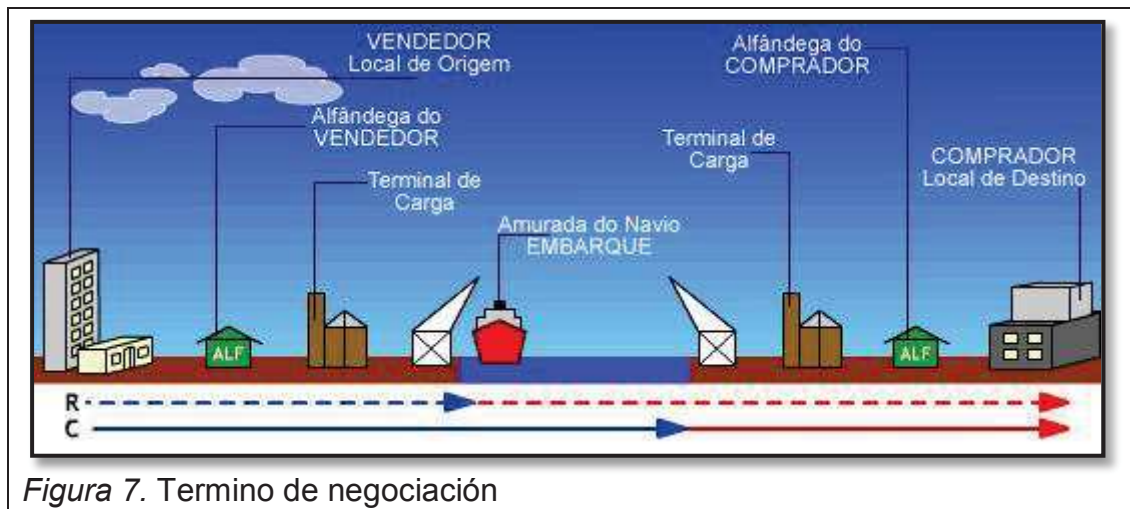 VENDEDOR
Local de Origem
Alfândega do
COMPRADOR
Alfândega do
VENDEDOR
Terminal de
Carga
Terminal de
Carga
COMPRADOR
Local de Destino
Amurada do Navio
EMBARQUE
ALF
ALF
R
C
Figura 7. Termino de negociación